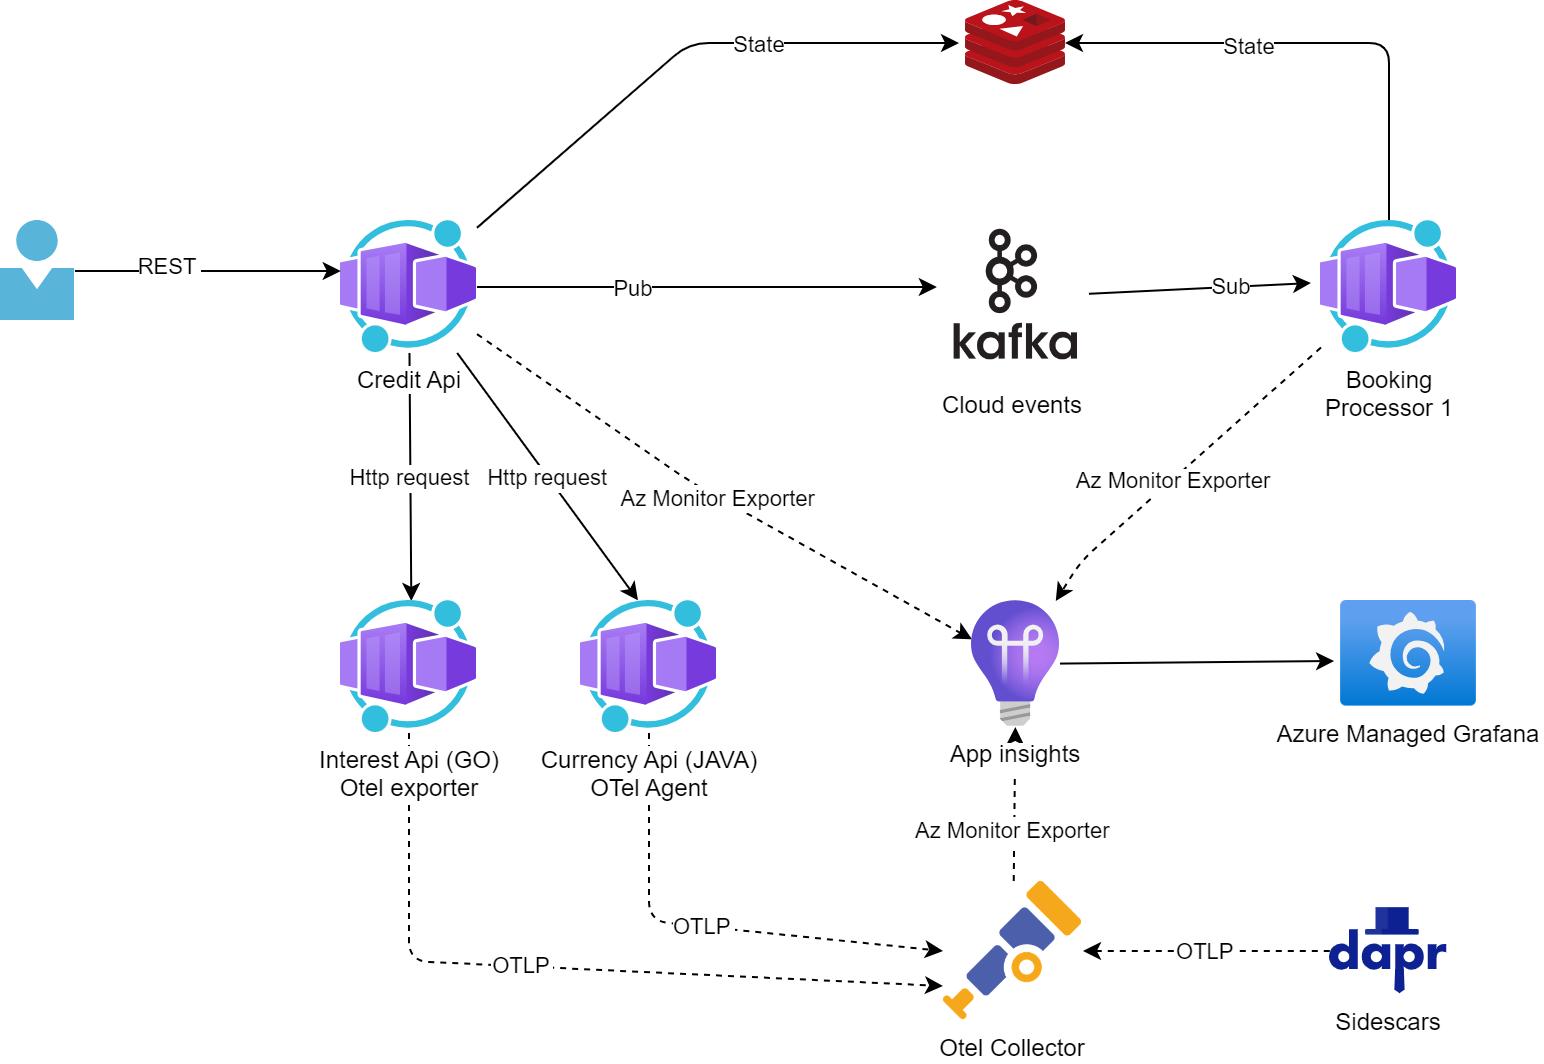 State
State
REST
Pub
Sub
kafka
Credit Api
Cloud events
Booking
Processor 1
Http request
Http request
Az Monitor Exporter
Az Monitor Exporter
Azure Managed Grafana
App insights
Interest Api (GO)
Otel exporter
Currency Api (JAVA)
OTel Agent
Az Monitor Exporter
OTLP
OTLP
OTLP
dapr
Sidescars
Otel Collector